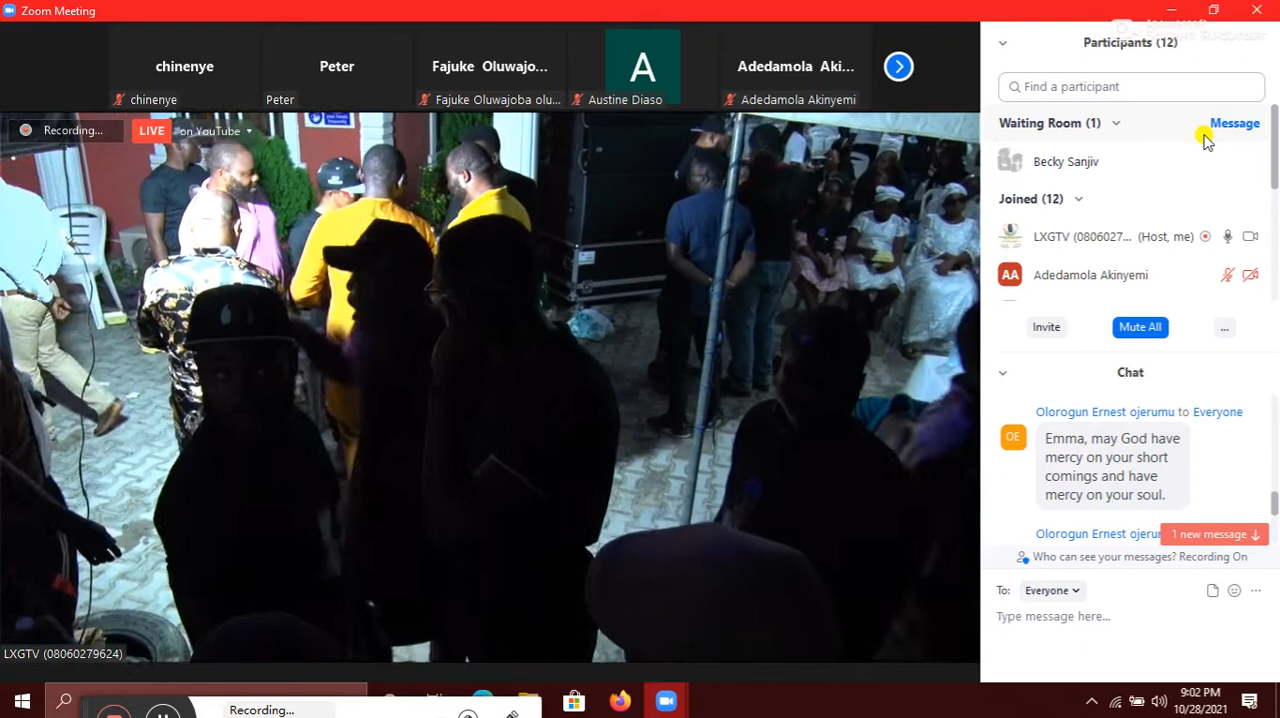 Zoom Meeting
chinenye
Peter
Fajuke Oluwajo...
A
Adedamola Aki...
chinenye
Peter
Fajuke Oluwajoba olu...
Austine Diaso
Adedamola Akinyemi
Recording...
LIVE
on YouTube
LXGTV (08060279624)
Participants (12)
Find a participant
Waiting Room (1)
Message
Becky Sanjiv
Joined (12)
LXGTV (0806027... (Host, me)
AA
Adedamola Akinyemi
Invite
Mute All
...
Chat
Olorogun Ernest ojerumu to Everyone
OE
Emma, may God have
mercy on your short
comings and have
mercy on your soul.
Olorogun Ernest
1 new message
Who can see your messages? Recording On
To:
Everyone
Type message here...
Recording...
9:02 PM
10/28/2021